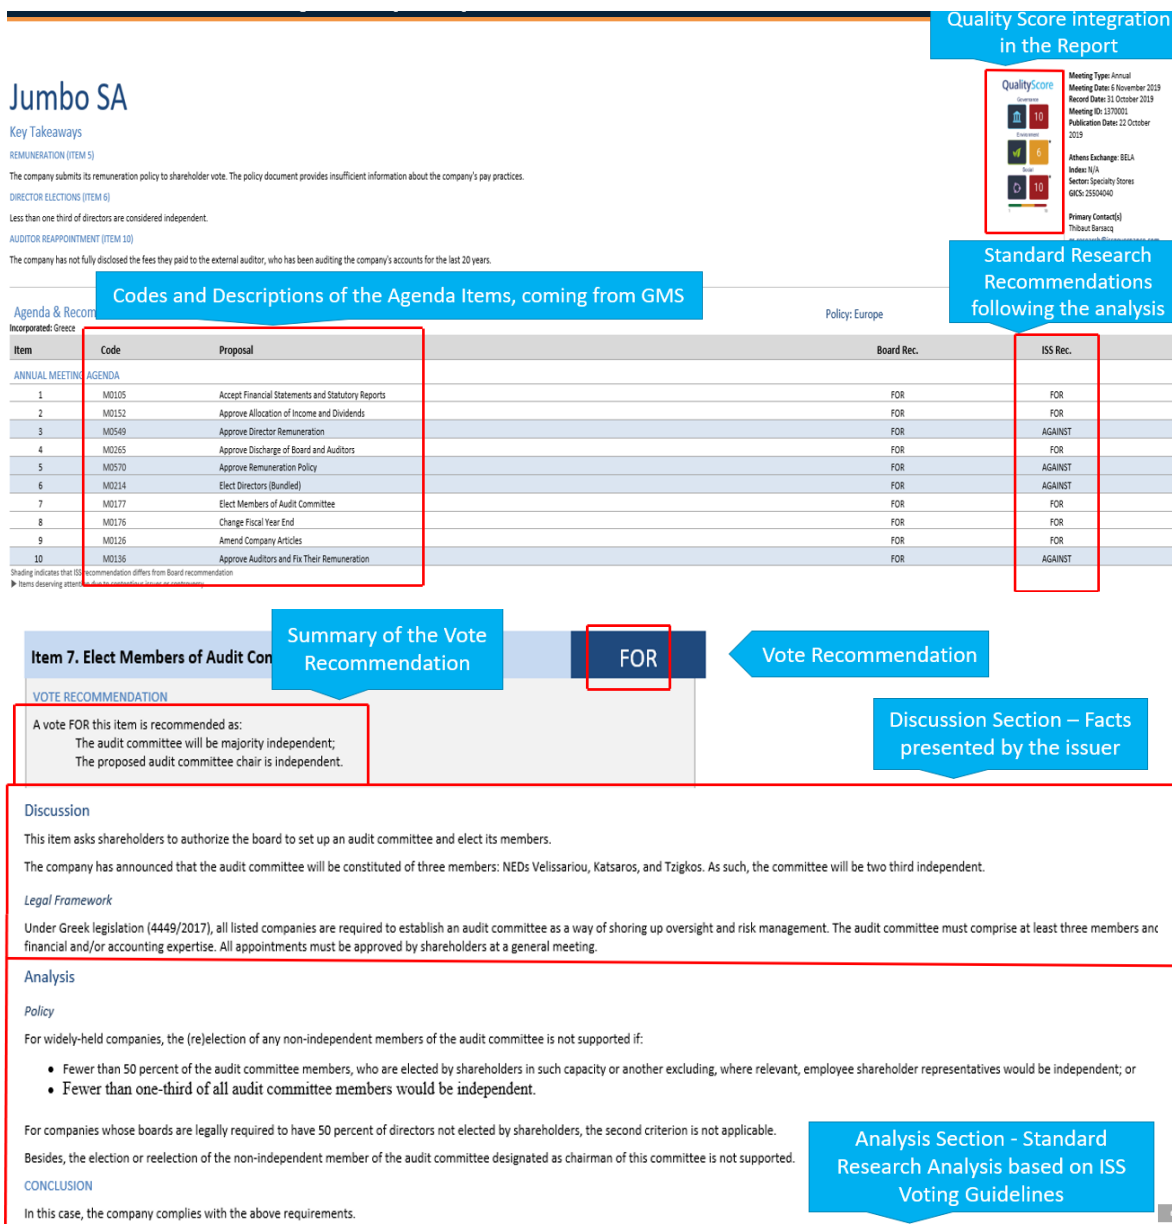 Quality Score integration
in the Report
Jumbo SA
Key Takeaways
REMUNERATION (ITEM 5)
The company submits its remuneration policy to shareholder vote. The policy document provides insufficient information about the company's pay practices.
DIRECTOR ELECTIONS (ITEM 6)
Less than one third of directors are considered independent.
AUDITOR REAPPOINTMENT (ITEM 10)
The company has not fully disclosed the fees they paid to the external auditor, who has been auditing the company's accounts for the last 20 years.
QualityScore
Governance
10
Environment
6
Social
10
Meeting Type: Annual
Meeting Date: 6 November 2019
Record Date: 31 October 2019
Meeting ID: 1370001
Publication Date: 22 October
2019
Athens Exchange: BELA
Index: N/A
Sector: Specialty Stores
GICS: 25504040
Primary Contact(s)
Thibaut Barsacq
Standard Research
Recommendations
following the analysis
Codes and Descriptions of the Agenda Items, coming from GMS
Agenda & Recom
Policy: Europe
Incorporated: Greece
Item Code Proposal Board Rec. ISS Rec.
ANNUAL MEETING AGENDA
1 M0105 Accept Financial Statements and Statutory Reports FOR FOR
2 M0152 Approve Allocation of Income and Dividends FOR FOR
3 M0549 Approve Director Remuneration FOR AGAINST
4 M0265 Approve Discharge of Board and Auditors FOR FOR
5 M0570 Approve Remuneration Policy FOR AGAINST
6 M0214 Elect Directors (Bundled) FOR AGAINST
7 M0177 Elect Members of Audit Committee FOR FOR
8 M0176 Change Fiscal Year End FOR FOR
9 M0126 Amend Company Articles FOR FOR
10 M0136 Approve Auditors and Fix Their Remuneration FOR AGAINST
Shading indicates that ISS recommendation differs from Board recommendation
Items deserving attention due to contentious issues or controversy
Summary of the Vote
Recommendation
Item 7. Elect Members of Audit Com
FOR
Vote Recommendation
VOTE RECOMMENDATION
A vote FOR this item is recommended as:
The audit committee will be majority independent;
The proposed audit committee chair is independent.
Discussion Section – Facts
presented by the issuer
Discussion
This item asks shareholders to authorize the board to set up an audit committee and elect its members.
The company has announced that the audit committee will be constituted of three members: NEDs Velissariou, Katsaros, and Tzigkos. As such, the committee will be two third independent.
Legal Framework
Under Greek legislation (4449/2017), all listed companies are required to establish an audit committee as a way of shoring up oversight and risk management. The audit committee must comprise at least three members and
financial and/or accounting expertise. All appointments must be approved by shareholders at a general meeting.
Analysis
Policy
For widely-held companies, the (re)election of any non-independent members of the audit committee is not supported if:
• Fewer than 50 percent of the audit committee members, who are elected by shareholders in such capacity or another excluding, where relevant, employee shareholder representatives would be independent; or
• Fewer than one-third of all audit committee members would be independent.
For companies whose boards are legally required to have 50 percent of directors not elected by shareholders, the second criterion is not applicable.
Besides, the election or reelection of the non-independent member of the audit committee designated as chairman of this committee is not supported.
Analysis Section - Standard
Research Analysis based on ISS
Voting Guidelines
CONCLUSION
In this case, the company complies with the above requirements.